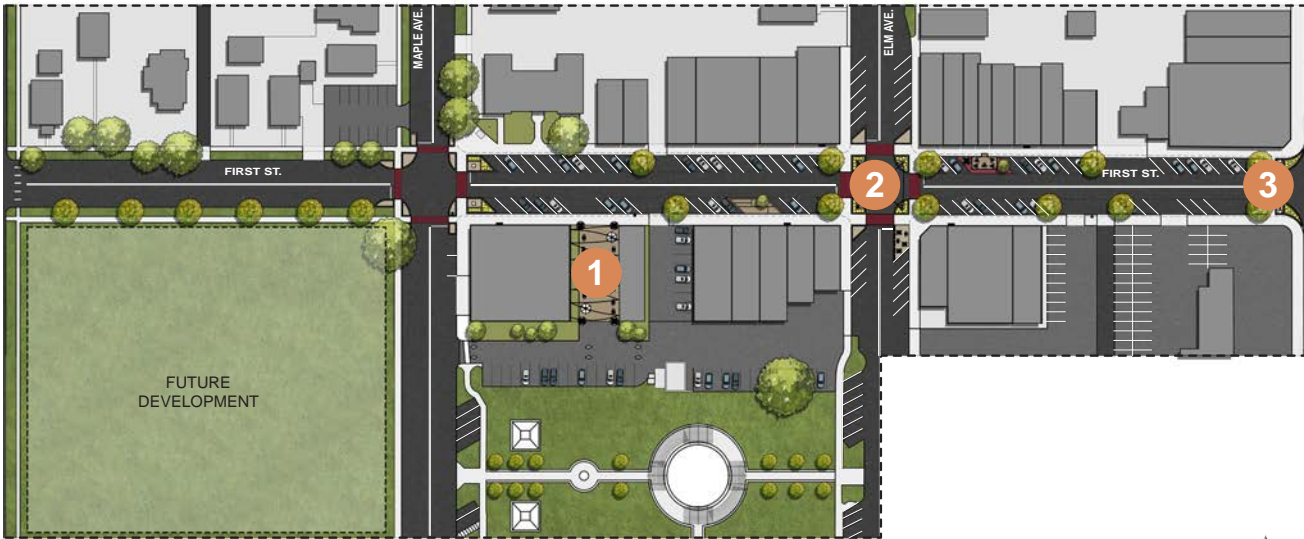 MAPLE AVE.
ELM AVE.
FIRST ST.
FIRST ST.
2
3
1
FUTURE
DEVELOPMENT